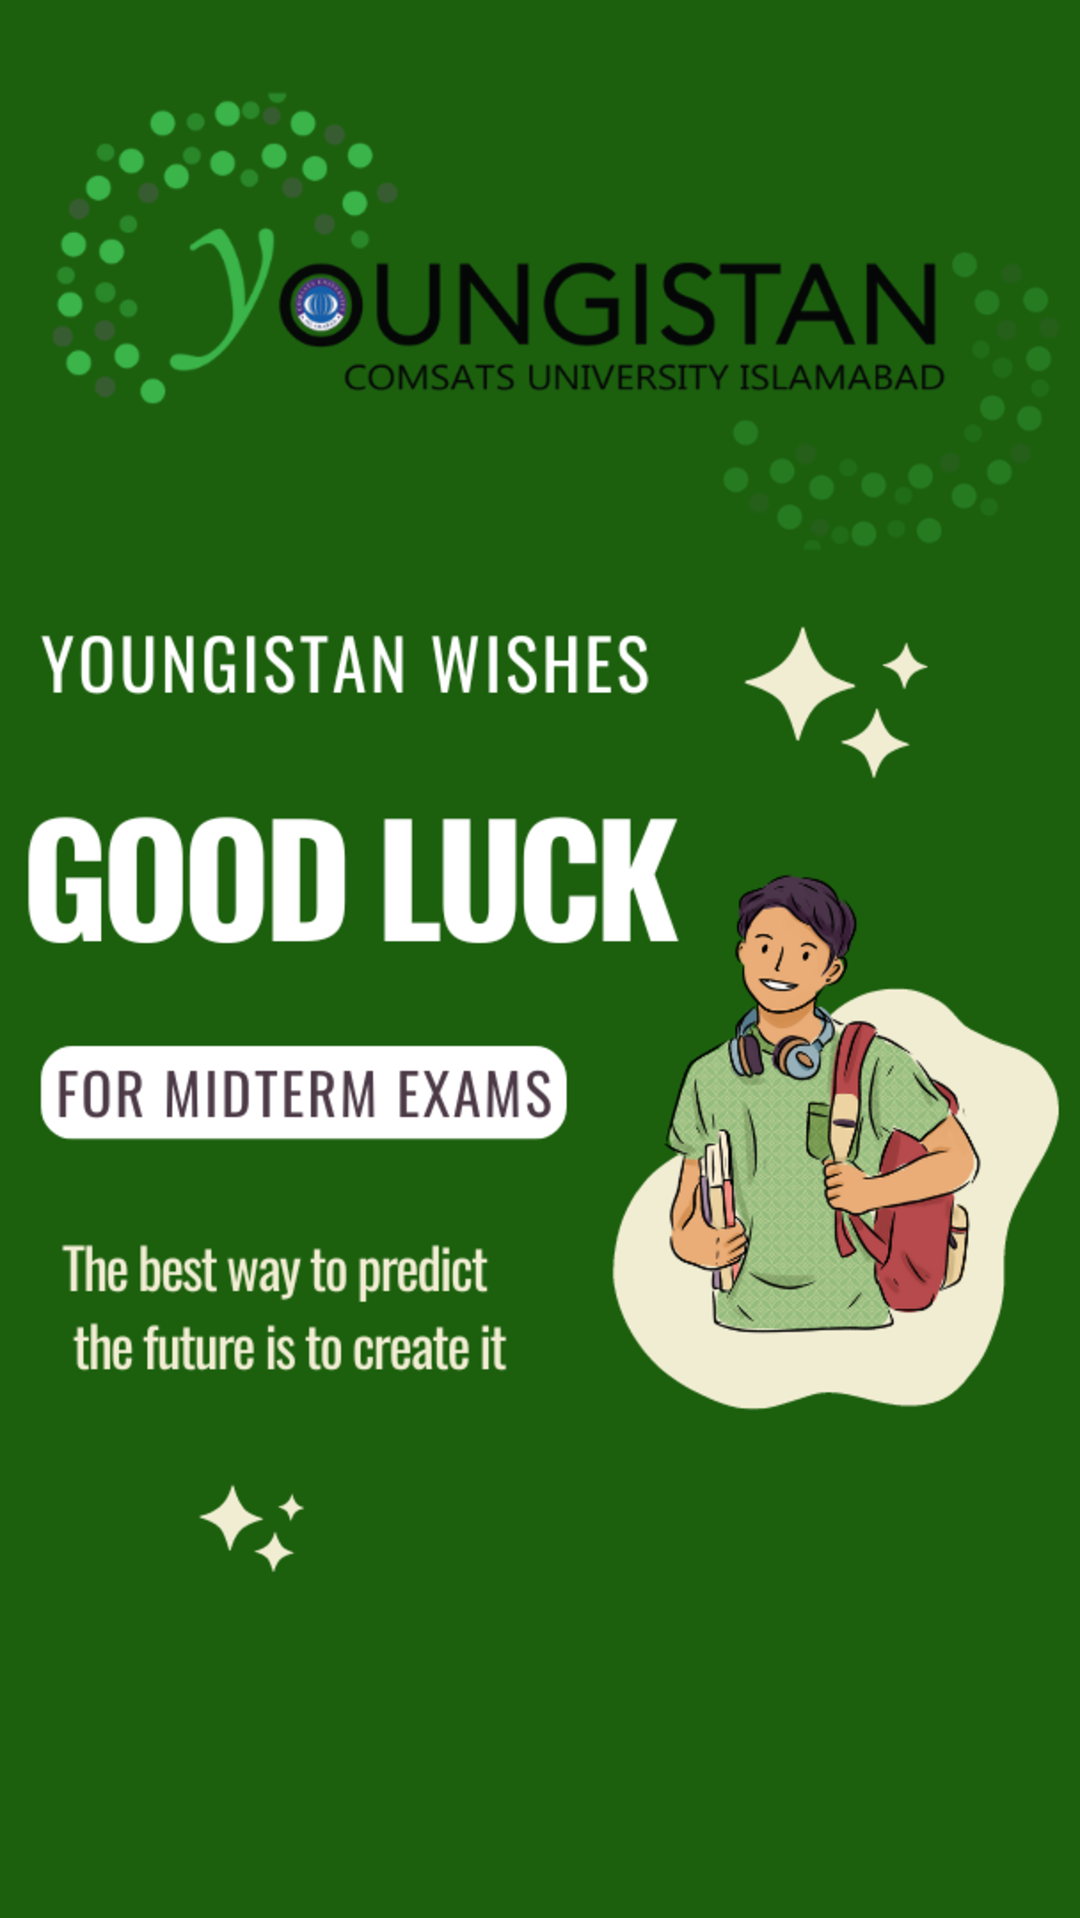 yOUNGISTAN
COMSATS UNIVERSITY ISLAMABAD
YOUNGISTAN WISHES
GOOD LUCK
FOR MIDTERM EXAMS
The best way to predict
the future is to create it